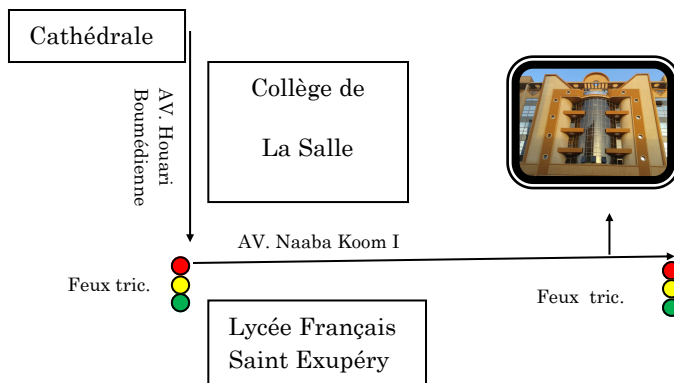 Cathédrale
AV. Houari
Boumédienne
Collège de
La Salle
AV. Naaba Koom I
Feux tric.
Feux tric.
Lycée Français
Saint Exupéry